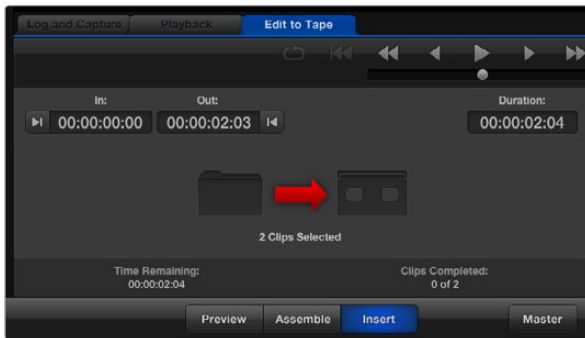 Log and Capture Playback Edit to Tape
In: Out: Duration:
00:00:00:00 00:00:02:03 00:00:02:04
2 Clips Selected
Time Remaining: Clips Completed:
00:00:02:04 0 of 2
Preview Assemble Insert Master